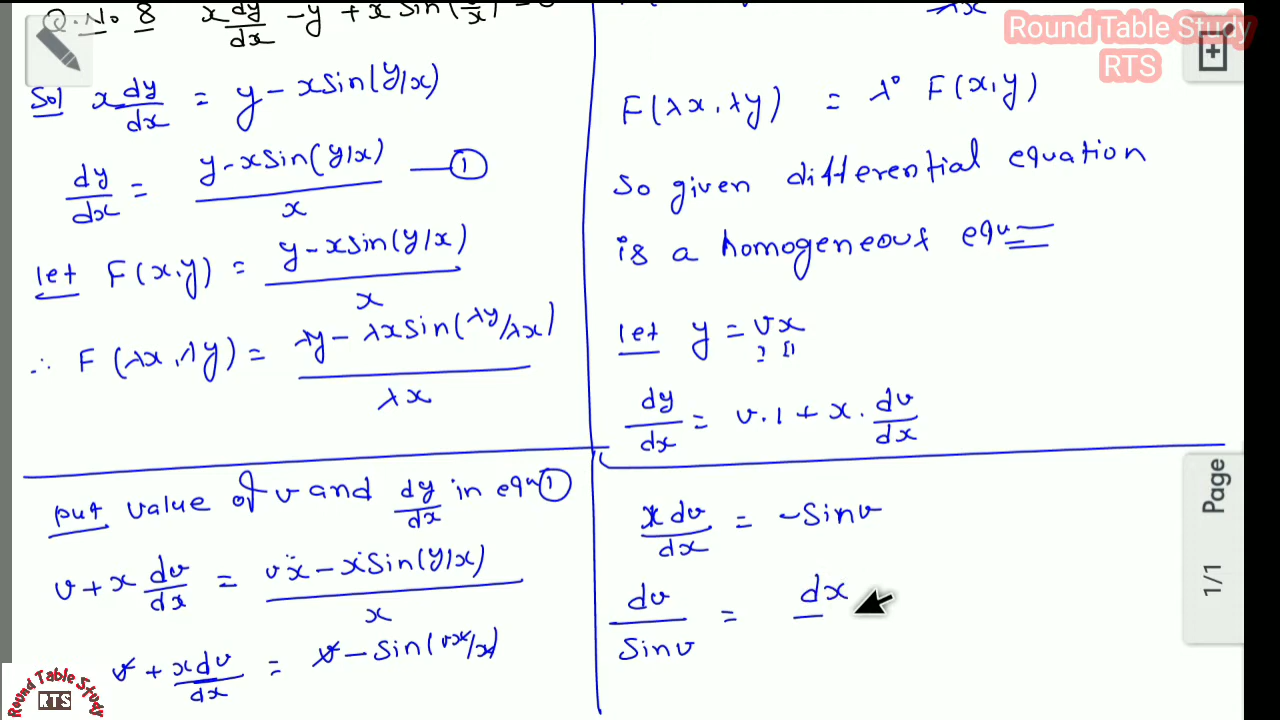 Q. No 8 x dy/dx - y + x sin(y/x) = 0
Sol x dy/dx = y - x sin(y/x)
dy/dx = y - x sin(y/x) / x —①
let F(x,y) = y - x sin(y/x) / x
∴ F(λx, λy) = λy - λx sin(λy/λx) / λx
put value of v and dy/dx in equn ①
v + x dv/dx = vx - x sin(y/x) / x
v + x dv/dx = v - sin(vx/x)
λx
F(λx, λy) = λ° F(x,y)
So given differential equation
is a homogeneous equn
let y = vx
dy/dx = v.1 + x. dv/dx
x dv/dx = -sin v
dv/sin v = dx
Round Table Study
RTS
Page
1/1
Round Table Study
RTS